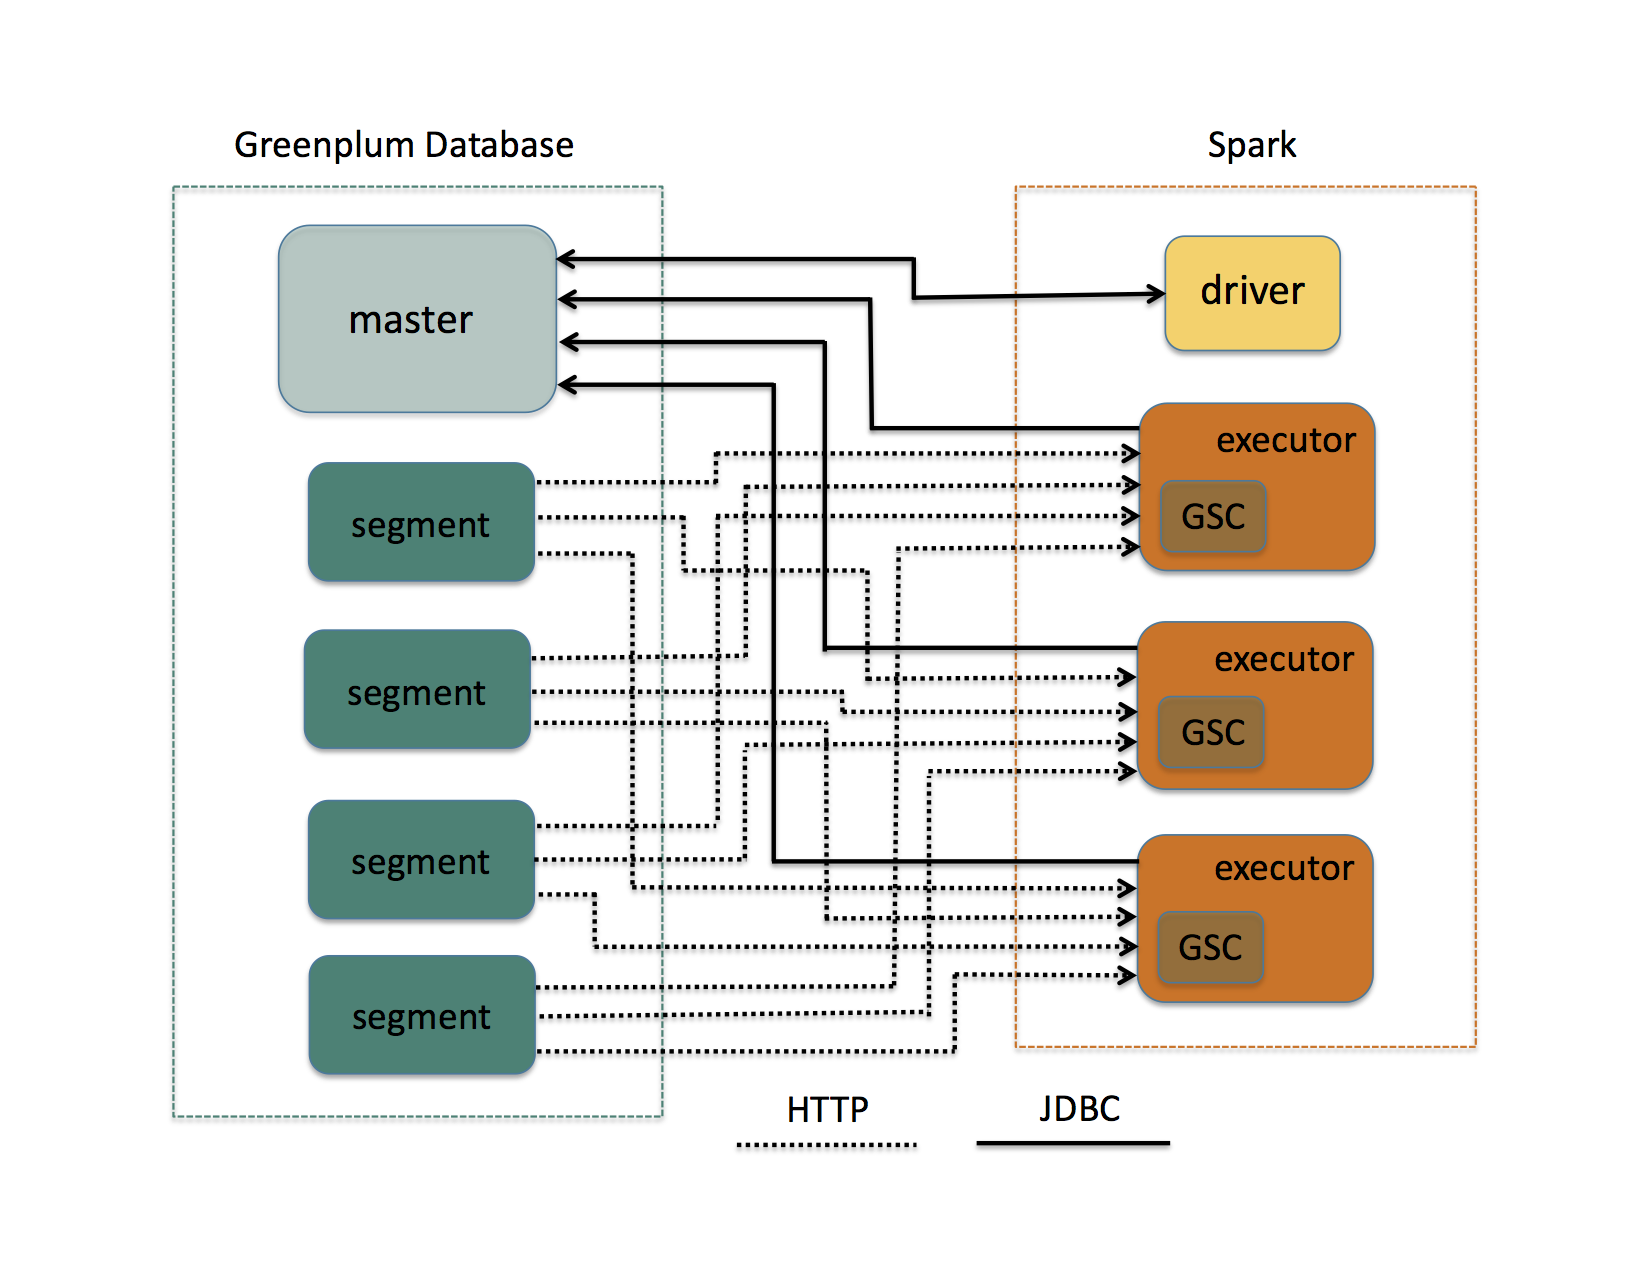 Greenplum Database
Spark
master
driver
segment
segment
segment
segment
executor
GSC
executor
GSC
executor
GSC
HTTP
JDBC